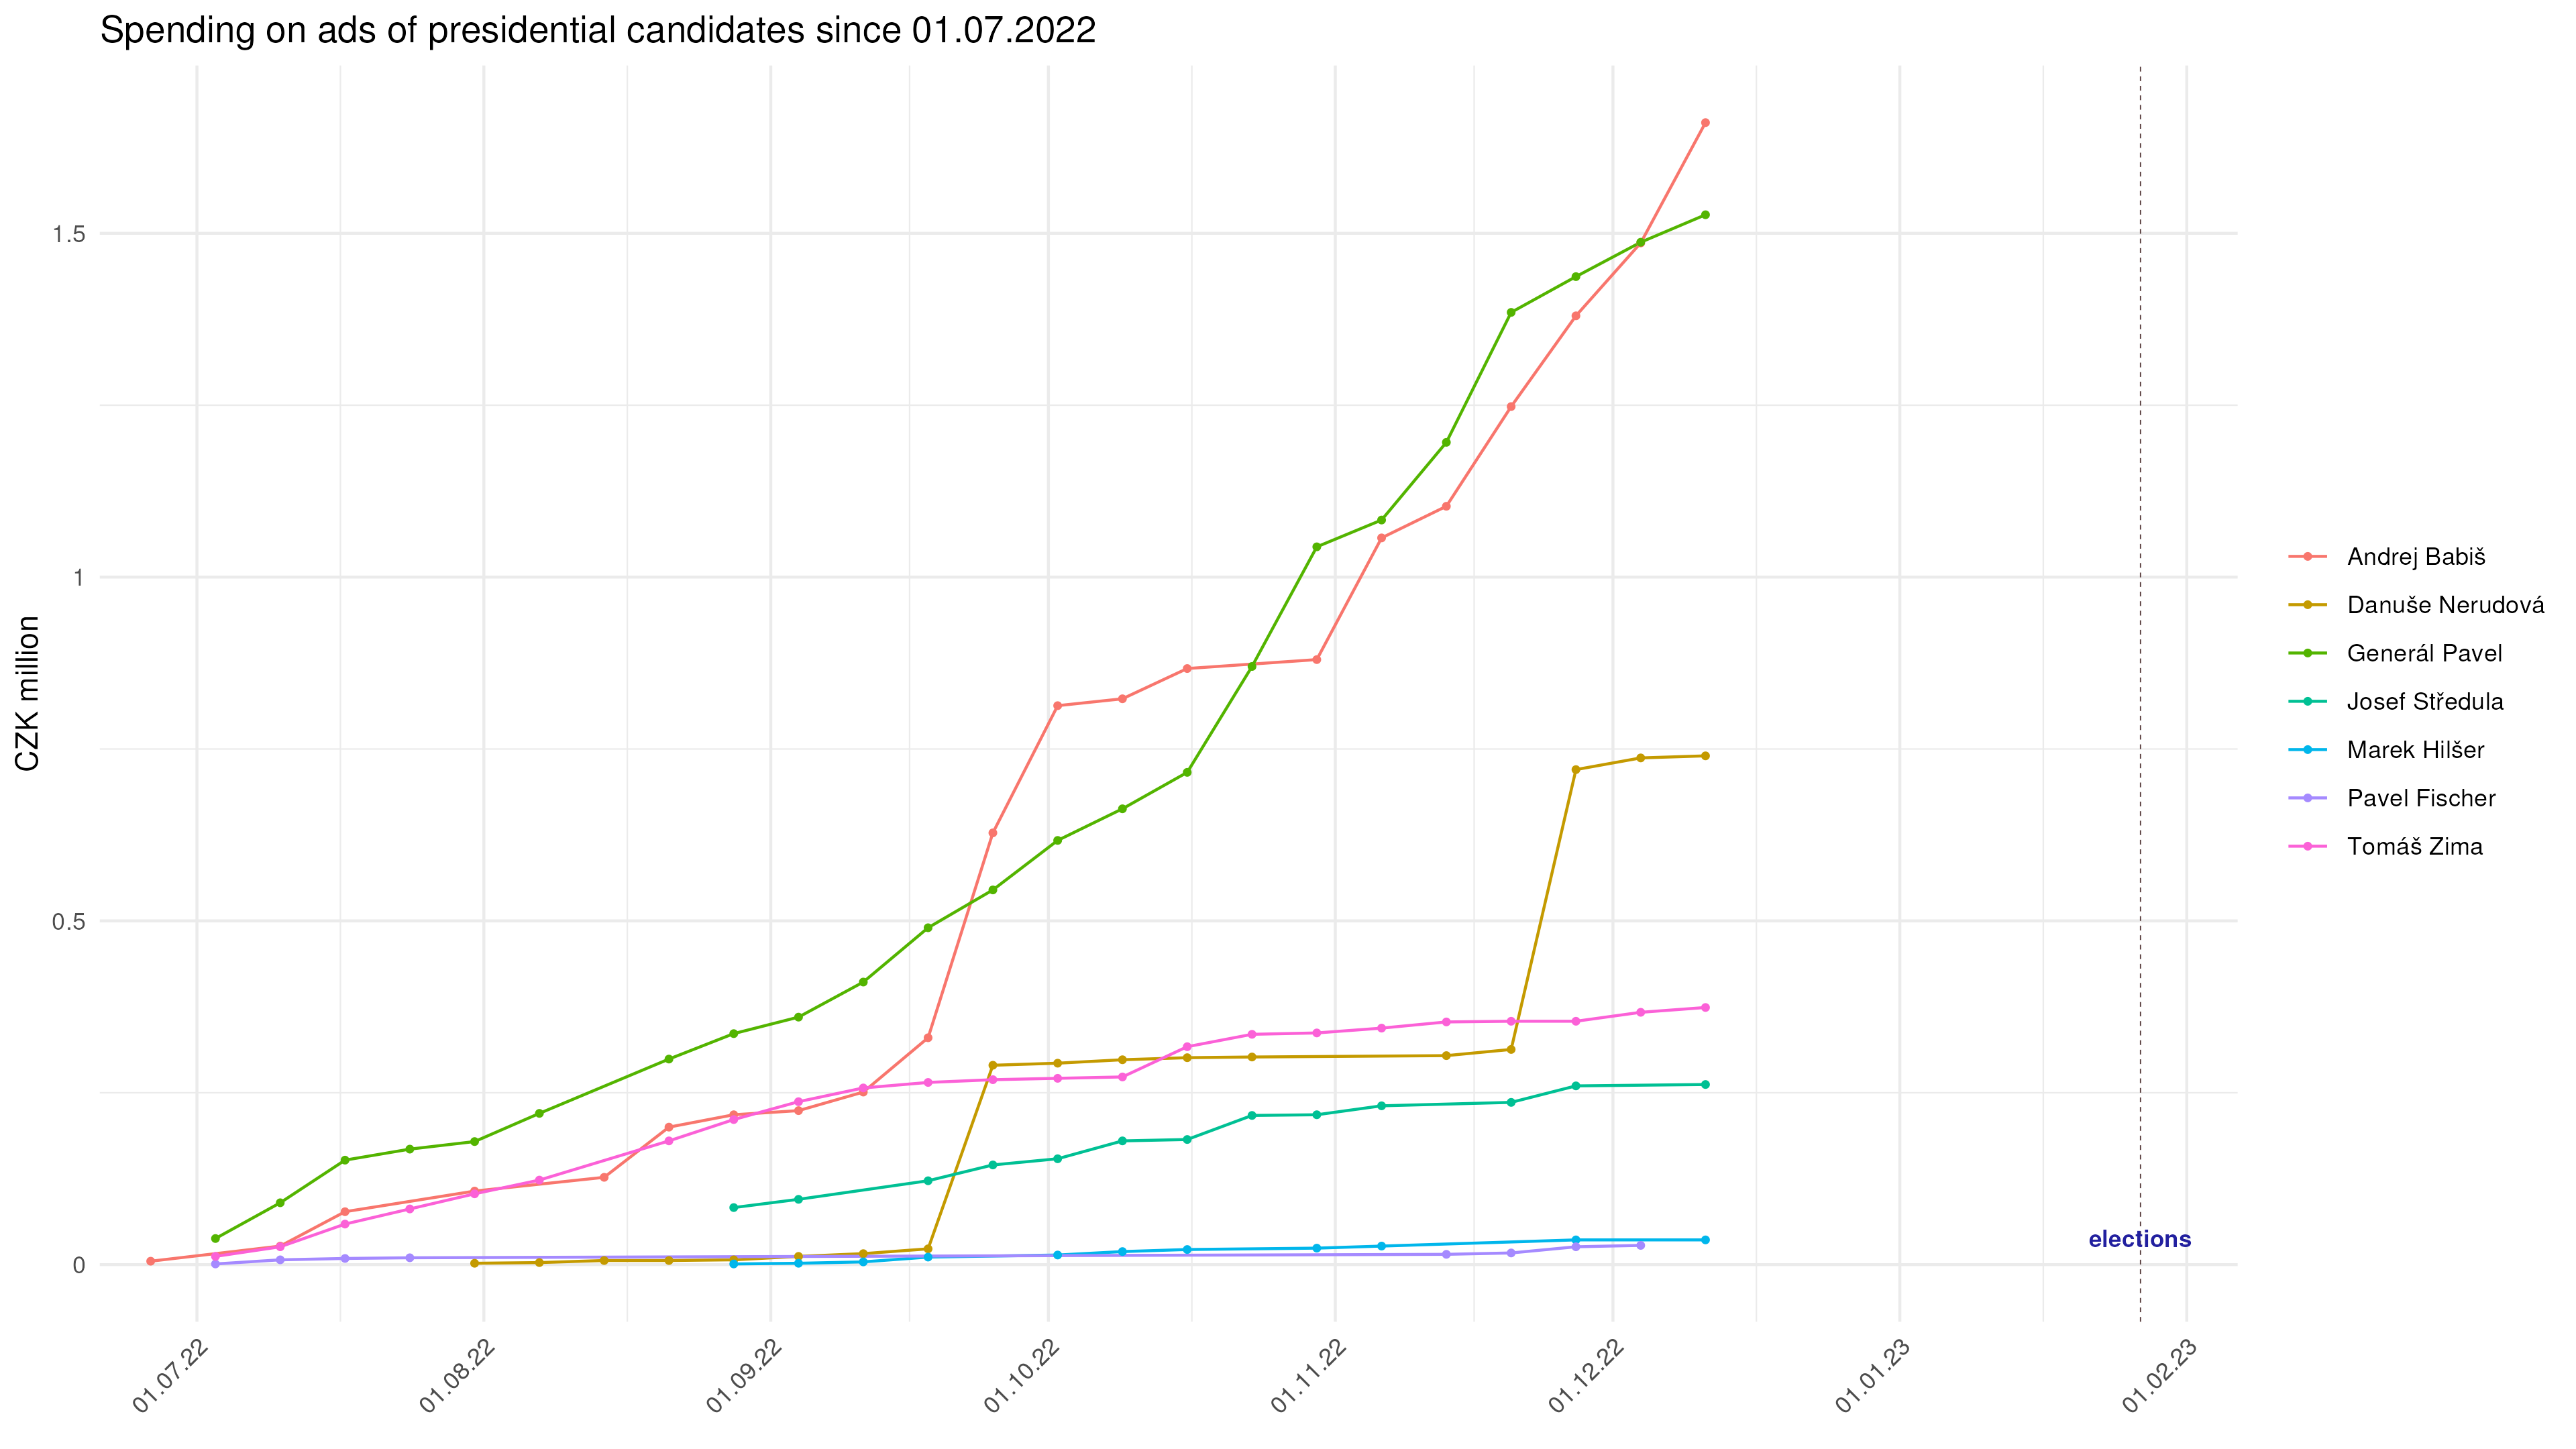 Spending on ads of presidential candidates since 01.07.2022
CZK million
1.5
1
0.5
0
01.07.22
01.08.22
01.09.22
01.10.22
01.11.22
01.12.22
01.01.23
01.02.23
elections
Andrej Babiš
Danuše Nerudová
Generál Pavel
Josef Středula
Marek Hilšer
Pavel Fischer
Tomáš Zima